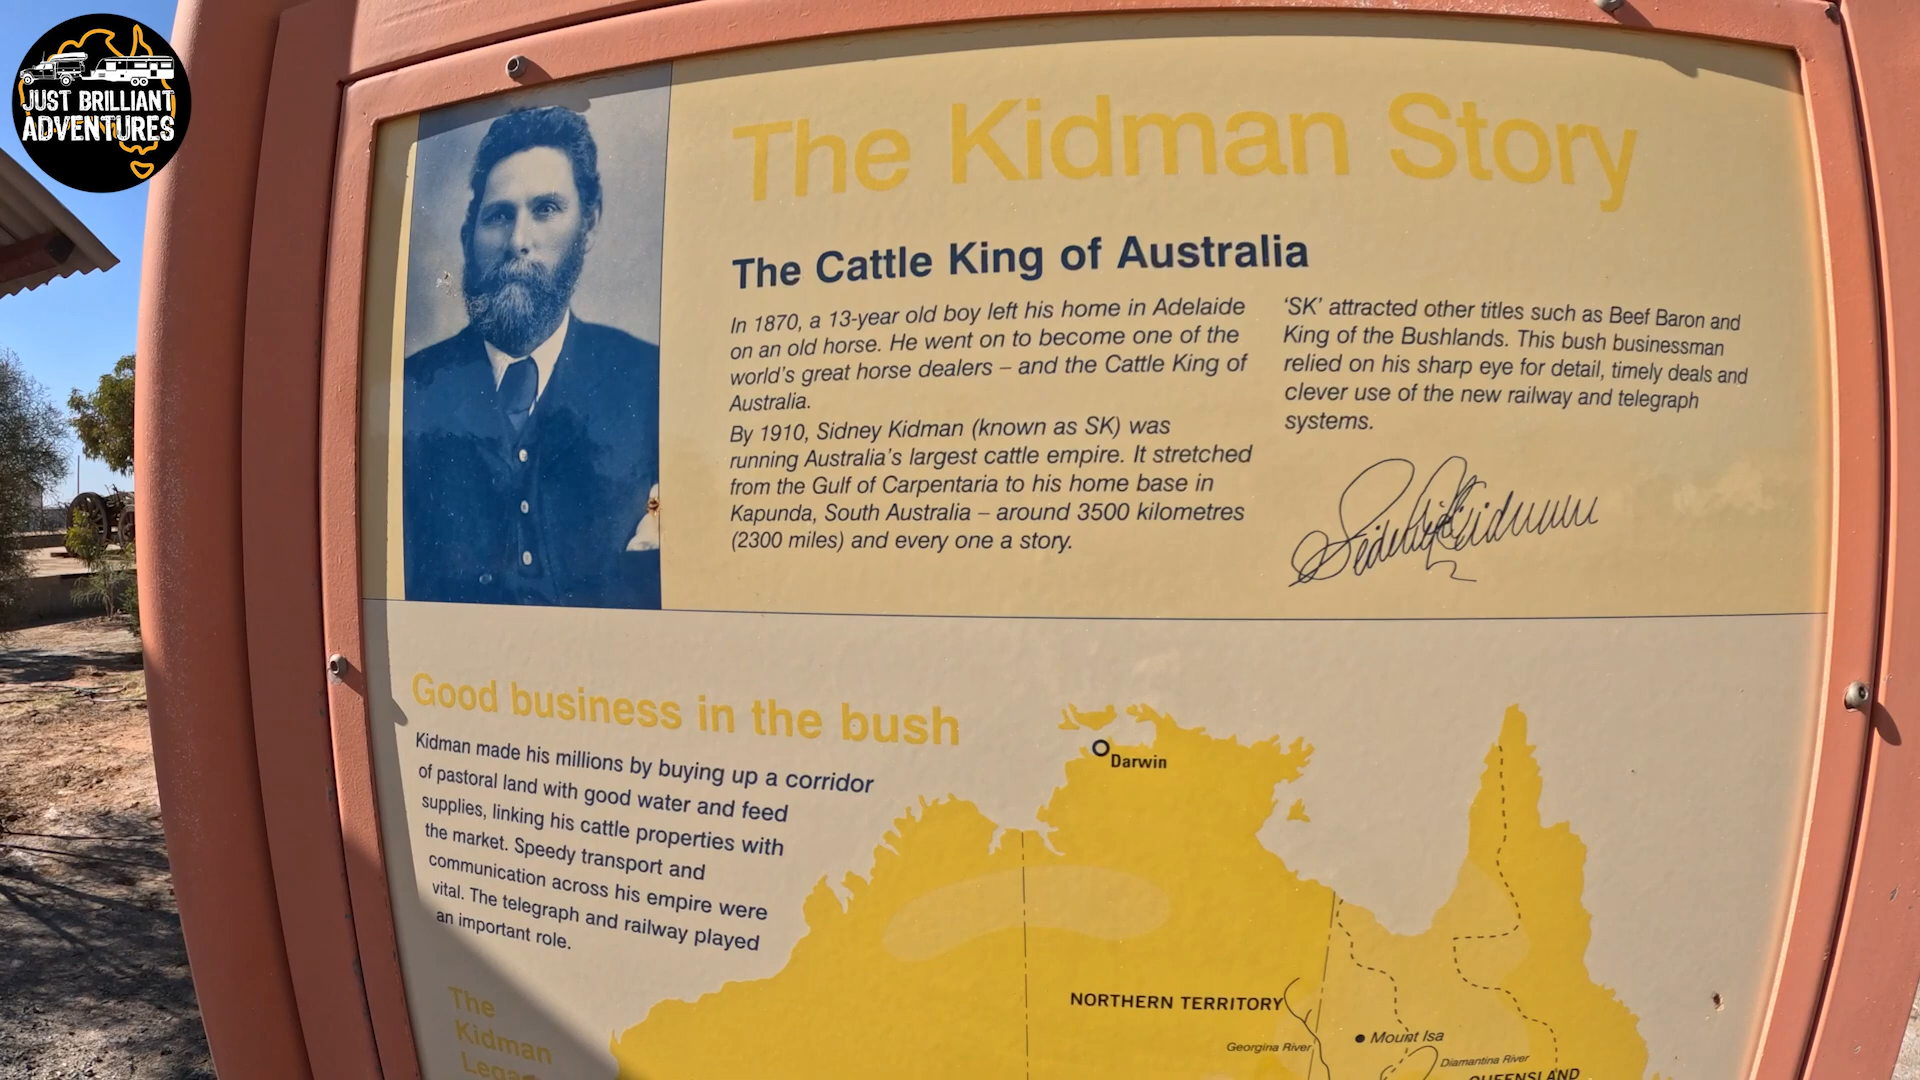 JUST BRILLIANT
ADVENTURES
The Kidman Story
The Cattle King of Australia
In 1870, a 13-year old boy left his home in Adelaide
on an old horse. He went on to become one of the
world's great horse dealers – and the Cattle King of
Australia.
By 1910, Sidney Kidman (known as SK) was
running Australia's largest cattle empire. It stretched
from the Gulf of Carpentaria to his home base in
Kapunda, South Australia – around 3500 kilometres
(2300 miles) and every one a story.
'SK' attracted other titles such as Beef Baron and
King of the Bushlands. This bush businessman
relied on his sharp eye for detail, timely deals and
clever use of the new railway and telegraph
systems.
Sidney Kidman
Good business in the bush
Kidman made his millions by buying up a corridor
of pastoral land with good water and feed
supplies, linking his cattle properties with
the market. Speedy transport and
communication across his empire were
vital. The telegraph and railway played
an important role.
The
Kidman
Darwin
NORTHERN TERRITORY
Georgina River
Mount Isa
Diamantina River
QUEENSLAND